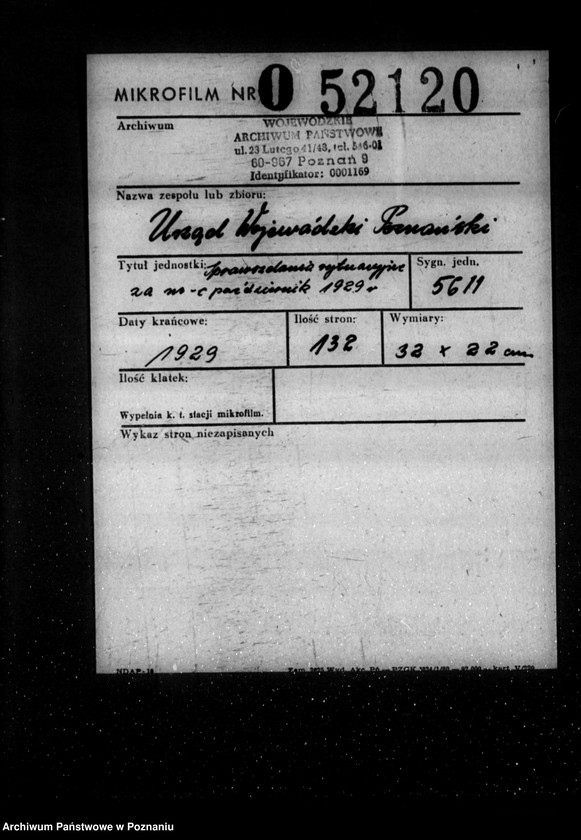 MIKROFILM NR O 52120
Archiwum
WOJEWÓDZKIE
ARCHIWUM PAŃSTWOWE
ul. 23 Lutego 41/43, tel. 546-01
60-967 Poznań 9
Identyfikator: 0001169
Nazwa zespołu lub zbioru:
Urząd Wojewódzki Poznański
Tytuł jednostki: Sprawozdania sytuacyjne
za m-c październik 1929 r
Sygn. jedn.
5611
Daty krańcowe:
1929
Ilość stron:
132
Wymiary:
32 x 22 cm
Ilość klatek:
Wypełnia k. t. stacji mikrofilm.
Wykaz stron niezapisanych
NDAP-16
Archiwum Państwowe w Poznaniu